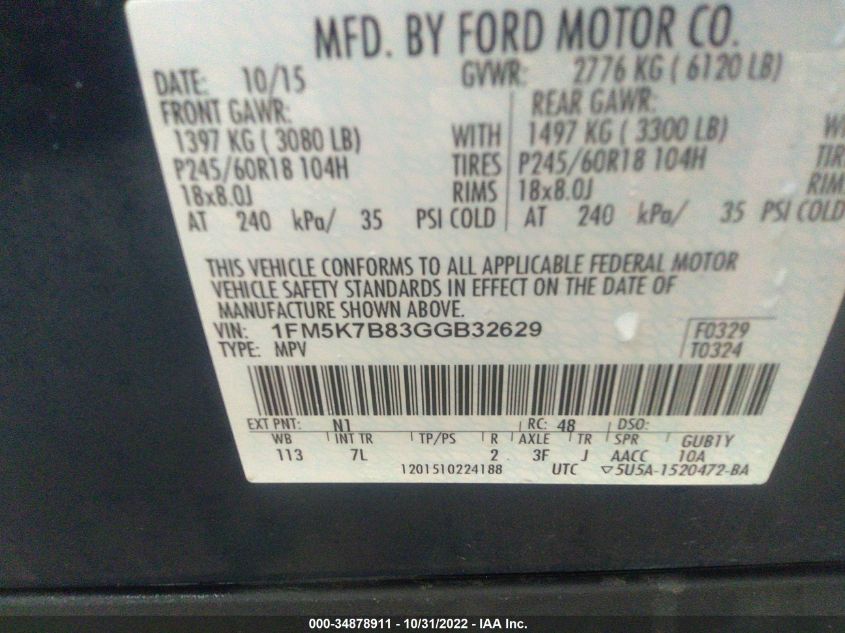 MFD. BY FORD MOTOR CO.
DATE: 10/15 GVWR: 2776 KG ( 6120 LB)
FRONT GAWR: REAR GAWR:
1397 KG ( 3080 LB) WITH 1497 KG ( 3300 LB)
P245/60R18 104H TIRES P245/60R18 104H
18x8.0J RIMS 18x8.0J RIM
AT 240 kPa/ 35 PSI COLD AT 240 kPa/ 35 PSI COLD
THIS VEHICLE CONFORMS TO ALL APPLICABLE FEDERAL MOTOR
VEHICLE SAFETY STANDARDS IN EFFECT ON THE DATE OF
MANUFACTURE SHOWN ABOVE.
VIN: 1FM5K7B83GGB32629 F0329
TYPE: MPV T0324
EXT PNT: N1 RC: 48 DSO:
WB INT TR TP/PS R AXLE TR SPR GUB1Y
113 7L 2 3F J AACC 10A
1201510224188 UTC ▽5U5A-1520472-BA
000-34878911 - 10/31/2022 - IAA Inc.